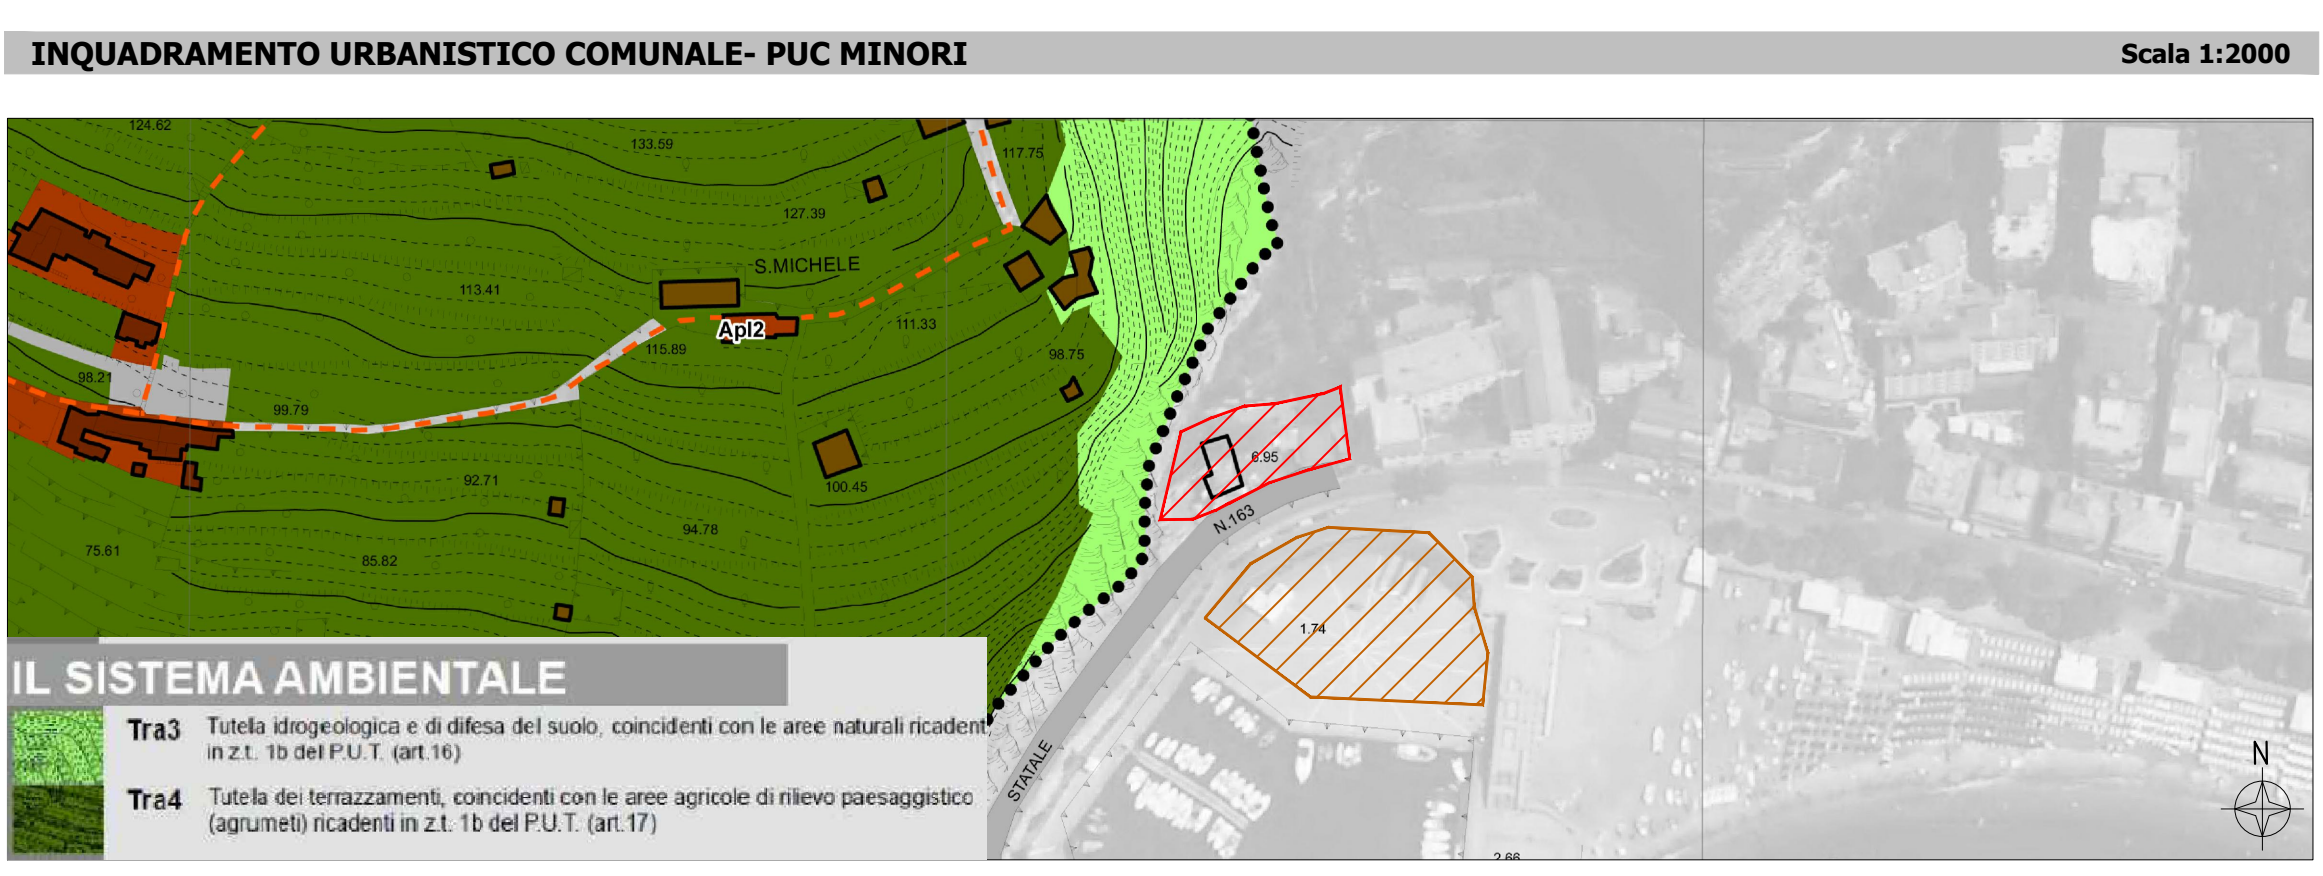 INQUADRAMENTO URBANISTICO COMUNALE- PUC MINORI
Scala 1:2000
124.62
133.59
117.75
127.39
S.MICHELE
113.41
111.33
Apl2
115.89
98.75
98.21
99.79
6.95
92.71
100.45
N.163
94.78
75.61
85.82
1.74
IL SISTEMA AMBIENTALE
Tra3
Tutella idrogeologica e di difesa del suolo, coincidenti con le aree naturali ricadent
in z.t. 1b del P.U.T. (art.16)
Tra4
Tutela dei terrazzamenti, coincidenti con le aree agricole di rilievo paesaggistico
(agrumeti) ricadenti in z.t. 1b del P.U.T. (art.17)
STATALE
N
2.66